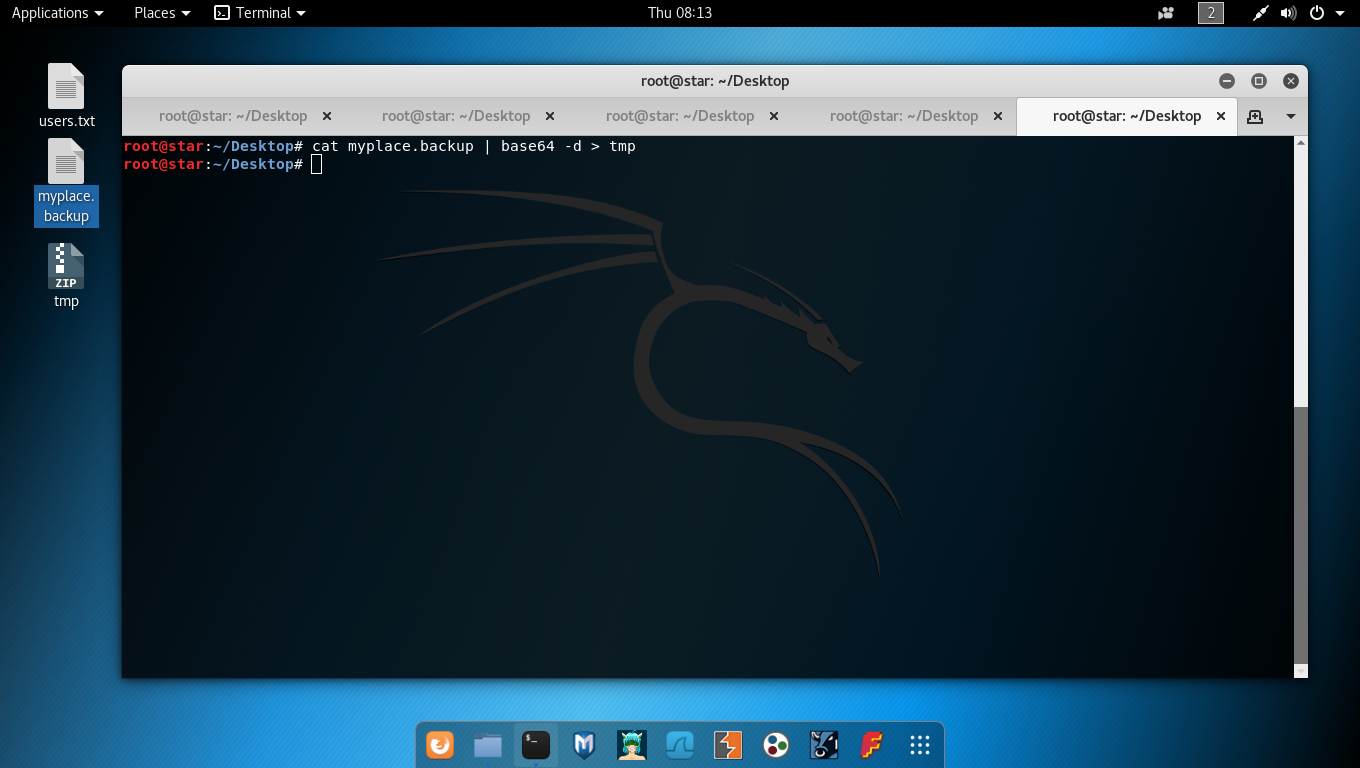 Applications Places Terminal Thu 08:13 2
users.txt
myplace.
backup
ZIP
tmp
root@star: ~/Desktop
root@star: ~/Desktop root@star: ~/Desktop root@star: ~/Desktop root@star: ~/Desktop root@star: ~/Desktop
root@star:~/Desktop# cat myplace.backup | base64 -d > tmp
root@star:~/Desktop#